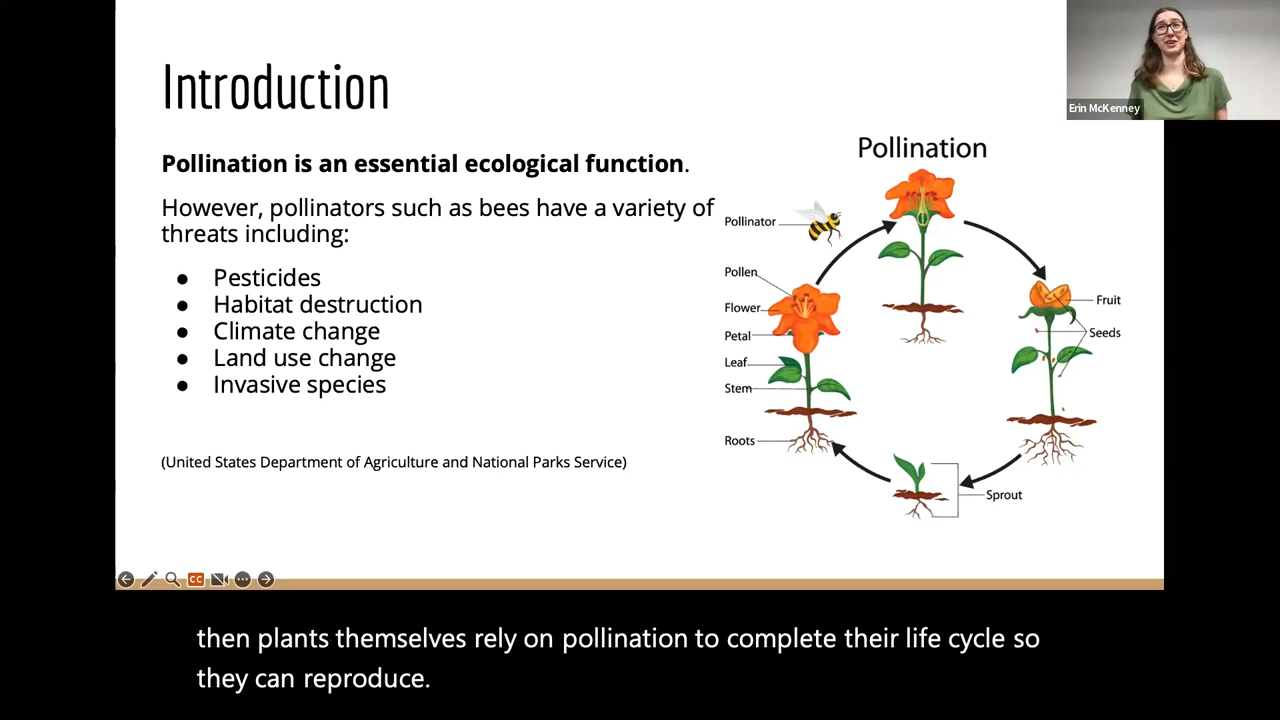 Introduction
Erin McKenney
Pollination is an essential ecological function.
However, pollinators such as bees have a variety of
threats including:
● Pesticides
● Habitat destruction
● Climate change
● Land use change
● Invasive species
(United States Department of Agriculture and National Parks Service)
Pollination
Pollinator
Pollen
Flower
Petal
Leaf
Stem
Roots
Fruit
Seeds
Sprout
CC
then plants themselves rely on pollination to complete their life cycle so
they can reproduce.